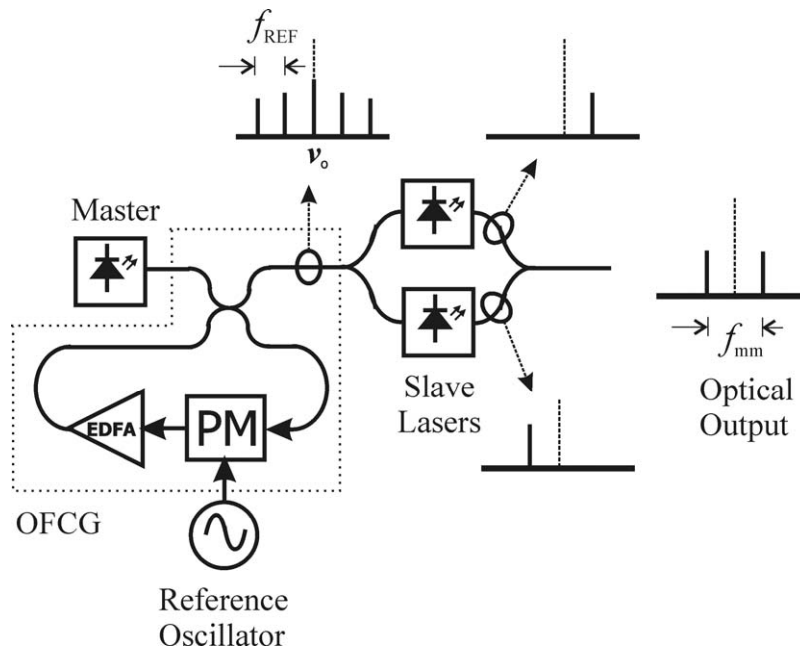 f_REF
ν_o
Master
EDFA
PM
Slave
Lasers
f_mm
Optical
Output
OFCG
Reference
Oscillator